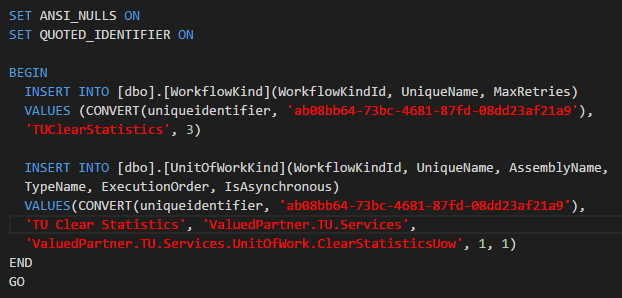 SET ANSI_NULLS ON
SET QUOTED_IDENTIFIER ON
BEGIN
INSERT INTO [dbo].[WorkflowKind](WorkflowKindId, UniqueName, MaxRetries)
VALUES (CONVERT(uniqueidentifier, 'ab08bb64-73bc-4681-87fd-08dd23af21a9'),
'TUClearStatistics', 3)
INSERT INTO [dbo].[UnitOfWorkKind](WorkflowKindId, UniqueName, AssemblyName,
TypeName, ExecutionOrder, IsAsynchronous)
VALUES(CONVERT(uniqueidentifier, 'ab08bb64-73bc-4681-87fd-08dd23af21a9'),
'TU Clear Statistics', 'ValuedPartner.TU.Services',
'ValuedPartner.TU.Services.UnitOfWork.ClearStatisticsUow', 1, 1)
END
GO